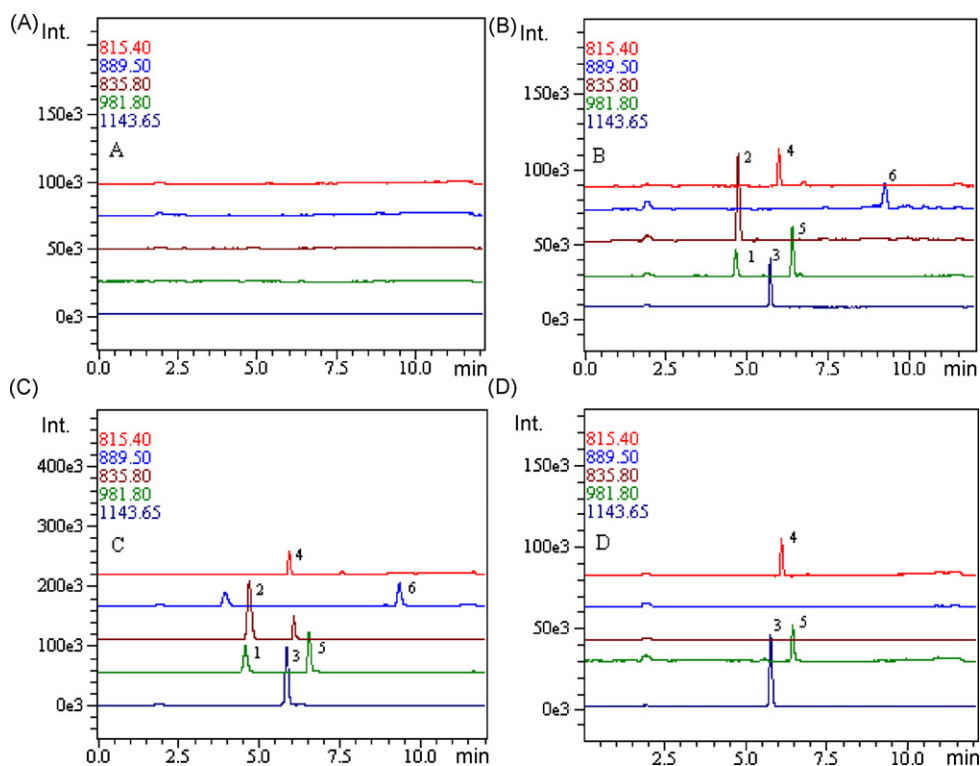 (A)
Int.
815.40
889.50
835.80
981.80
1143.65
150e3
A
100e3
50e3
0e3
0.0 2.5 5.0 7.5 10.0 min
(B)
Int.
815.40
889.50
835.80
981.80
1143.65
150e3
B
2
4
6
100e3
50e3
5
1
3
0e3
0.0 2.5 5.0 7.5 10.0 min
(C)
Int.
815.40
889.50
835.80
981.80
1143.65
400e3
300e3
C
4
200e3
2
6
100e3
1
3
5
0e3
0.0 2.5 5.0 7.5 10.0 min
(D)
Int.
815.40
889.50
835.80
981.80
1143.65
150e3
D
4
100e3
50e3
3
5
0e3
2.5 5.0 7.5 10.0 min